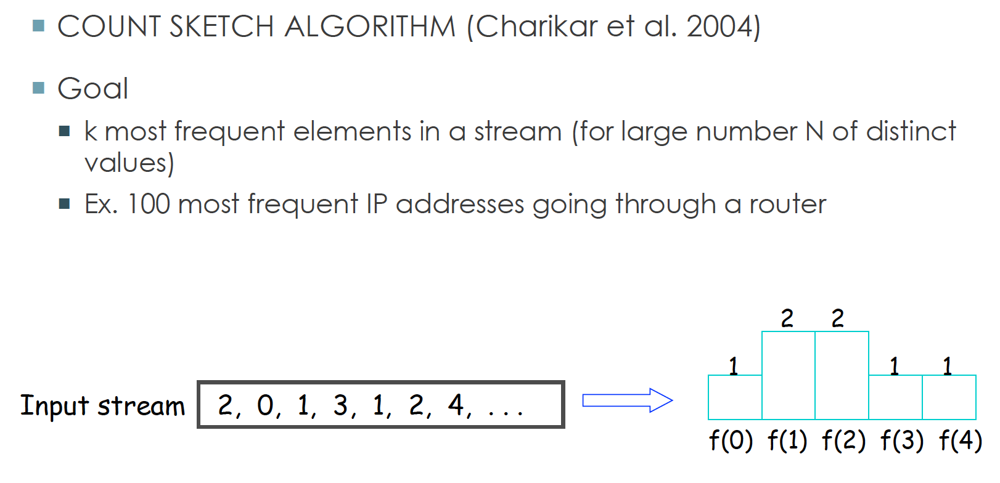 COUNT SKETCH ALGORITHM (Charikar et al. 2004)
Goal
k most frequent elements in a stream (for large number N of distinct
values)
Ex. 100 most frequent IP addresses going through a router
2 2
1 1 1
Input stream 2, 0, 1, 3, 1, 2, 4, ...
f(0) f(1) f(2) f(3) f(4)